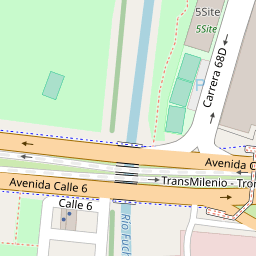 5Site
5Site
Carrera 68D
Avenida C
Avenida Calle 6
TransMilenio - Tron
Calle 6
Río Fuch